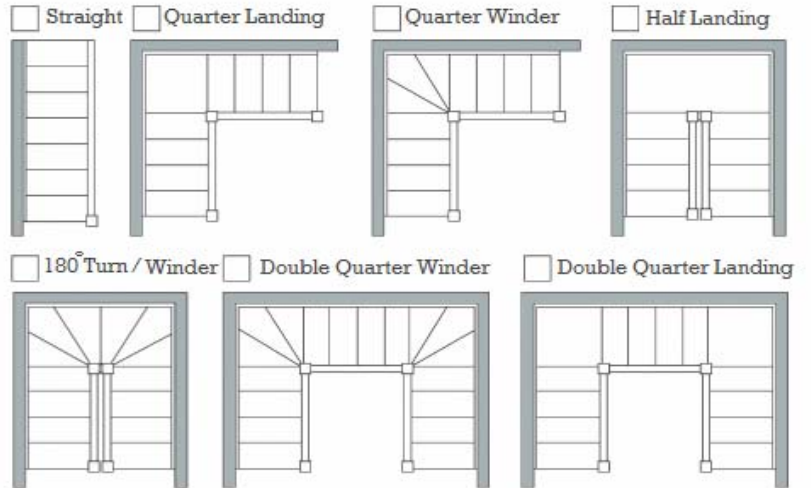 Straight
Quarter Landing
Quarter Winder
Half Landing
180° Turn / Winder
Double Quarter Winder
Double Quarter Landing